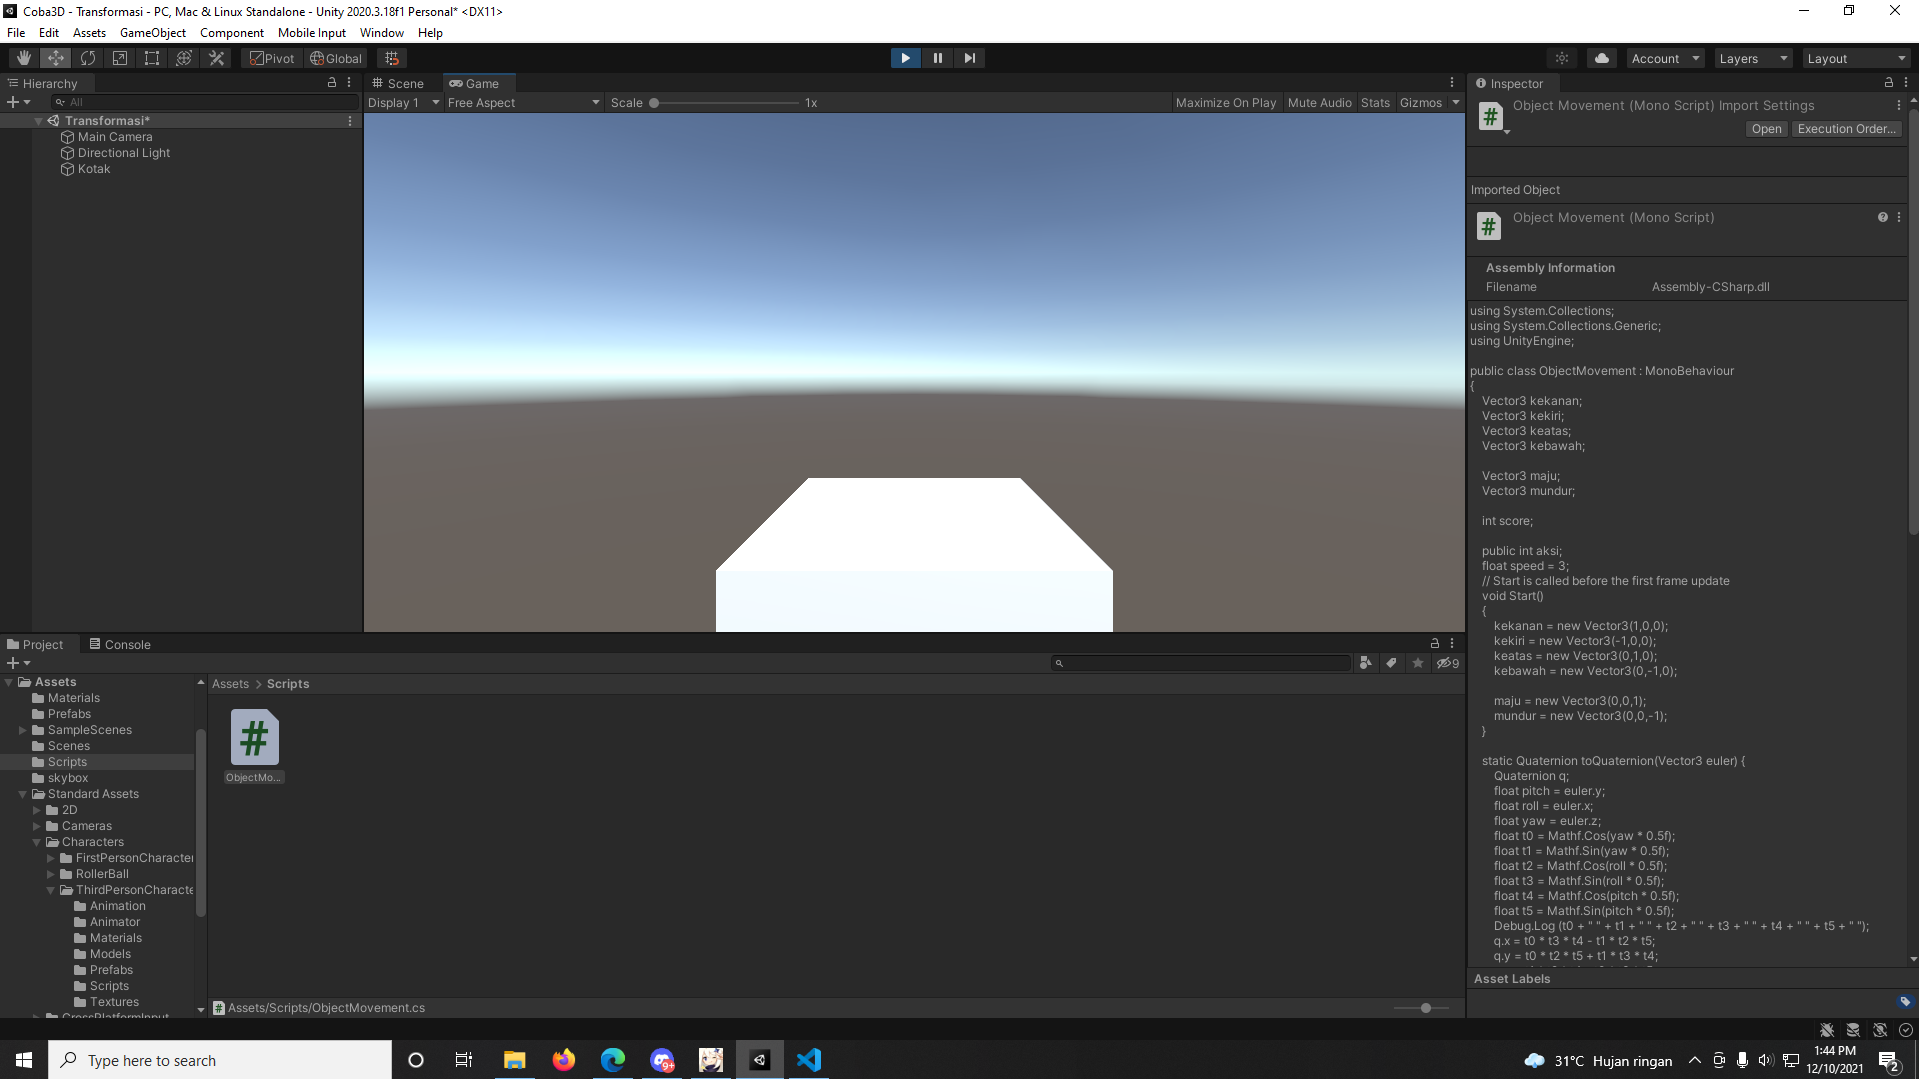 Coba3D - Transformasi - PC, Mac & Linux Standalone - Unity 2020.3.18f1 Personal* <DX11>
File Edit Assets GameObject Component Mobile Input Window Help
Pivot Global Account Layers Layout
Hierarchy
All
Transformasi*
Main Camera
Directional Light
Kotak
Scene Game
Display 1 Free Aspect Scale 1x Maximize On Play Mute Audio Stats Gizmos
Inspector
Object Movement (Mono Script) Import Settings
Open Execution Order...
Imported Object
Object Movement (Mono Script)
Assembly Information
Filename Assembly-CSharp.dll
using System.Collections;
using System.Collections.Generic;
using UnityEngine;
public class ObjectMovement : MonoBehaviour
{
Vector3 kekanan;
Vector3 kekiri;
Vector3 keatas;
Vector3 kebawah;
Vector3 maju;
Vector3 mundur;
int score;
public int aksi;
float speed = 3;
// Start is called before the first frame update
void Start()
{
kekanan = new Vector3(1,0,0);
kekiri = new Vector3(-1,0,0);
keatas = new Vector3(0,1,0);
kebawah = new Vector3(0,-1,0);
maju = new Vector3(0,0,1);
mundur = new Vector3(0,0,-1);
}
static Quaternion toQuaternion(Vector3 euler) {
Quaternion q;
float pitch = euler.y;
float roll = euler.x;
float yaw = euler.z;
float t0 = Mathf.Cos(yaw * 0.5f);
float t1 = Mathf.Sin(yaw * 0.5f);
float t2 = Mathf.Cos(roll * 0.5f);
float t3 = Mathf.Sin(roll * 0.5f);
float t4 = Mathf.Cos(pitch * 0.5f);
float t5 = Mathf.Sin(pitch * 0.5f);
Debug.Log (t0 + " " + t1 + " " + t2 + " " + t3 + " " + t4 + " " + t5 + " ");
q.x = t0 * t3 * t4 - t1 * t2 * t5;
q.y = t0 * t2 * t5 + t1 * t3 * t4;
Asset Labels
Project Console
9
Assets
Materials
Prefabs
SampleScenes
Scenes
Scripts
skybox
Standard Assets
2D
Cameras
Characters
FirstPersonCharacter
RollerBall
ThirdPersonCharacte
Animation
Animator
Materials
Models
Prefabs
Scripts
Textures
CrossPlatformInput
Assets > Scripts
ObjectMo...
Assets/Scripts/ObjectMovement.cs
Type here to search
9+
31°C Hujan ringan
1:44 PM
12/10/2021
2